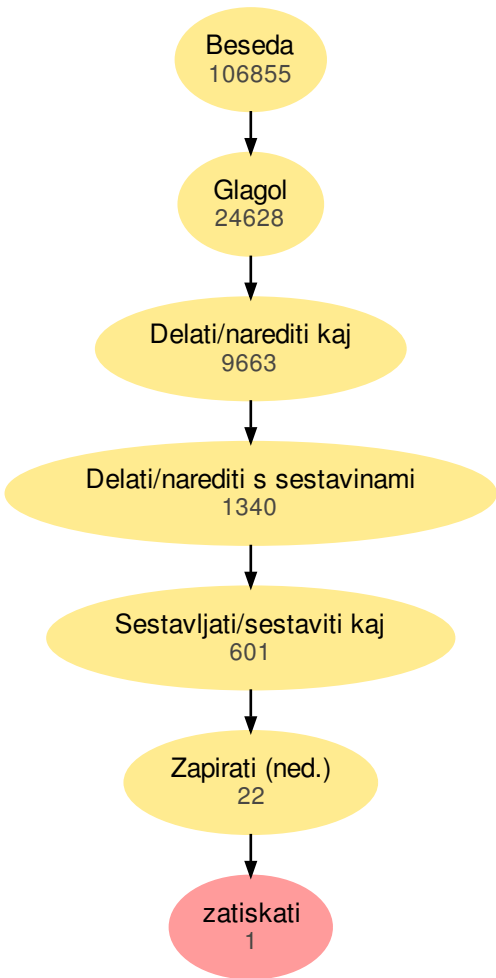 Beseda
106855
Glagol
24628
Delati/narediti kaj
9663
Delati/narediti s sestavinami
1340
Sestavljati/sestaviti kaj
601
Zapirati (ned.)
22
zatiskati
1